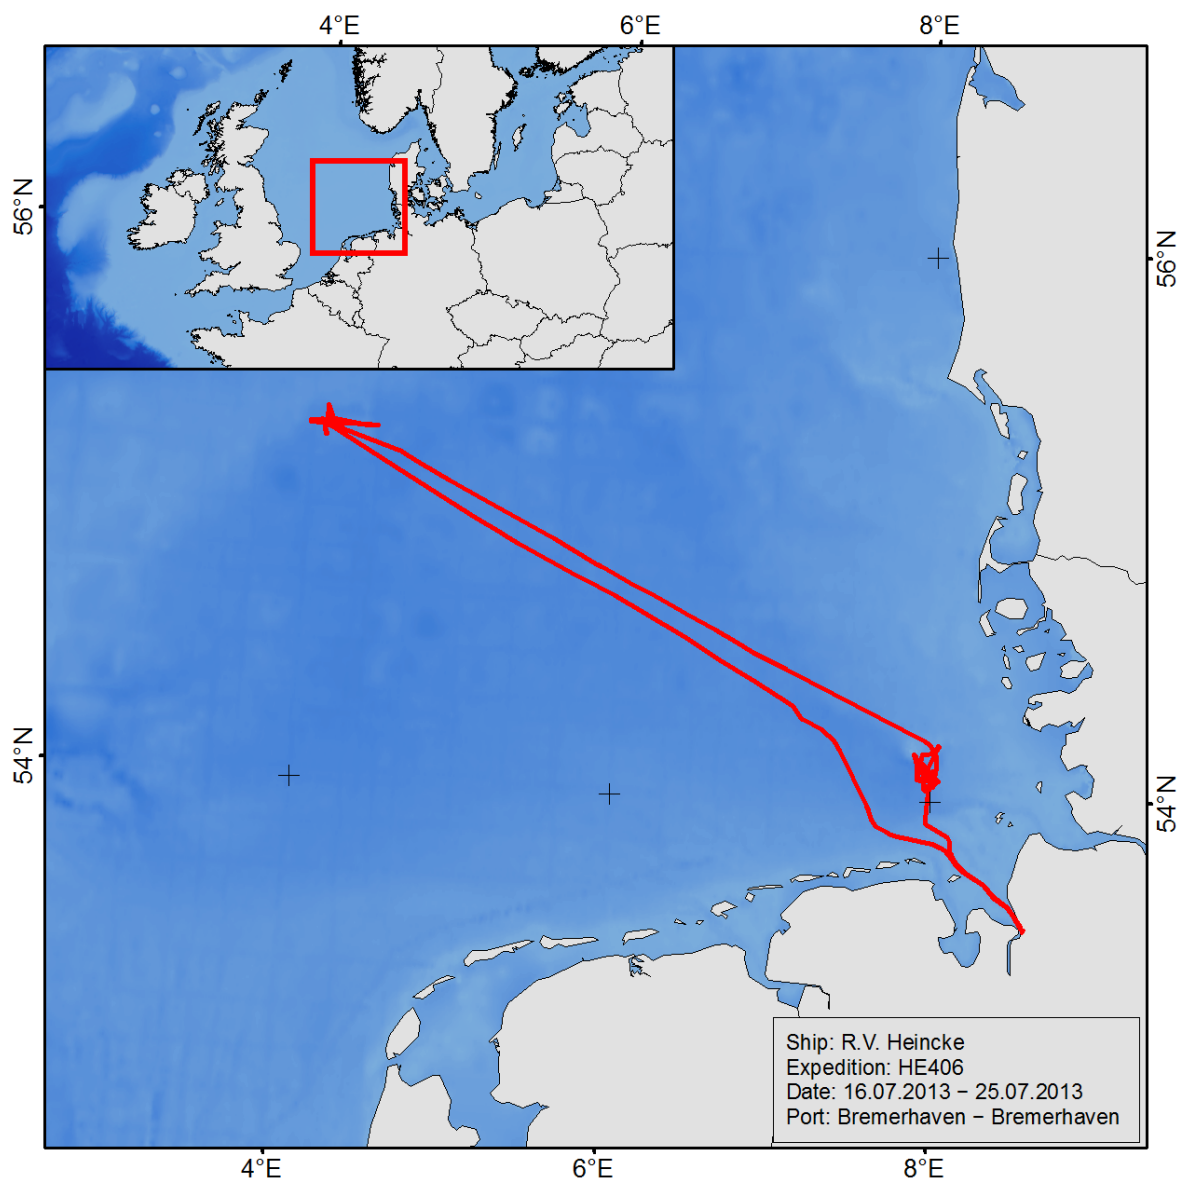 4°E
6°E
8°E
56°N
56°N
54°N
54°N
Ship: R.V. Heincke
Expedition: HE406
Date: 16.07.2013 − 25.07.2013
Port: Bremerhaven − Bremerhaven
4°E
6°E
8°E